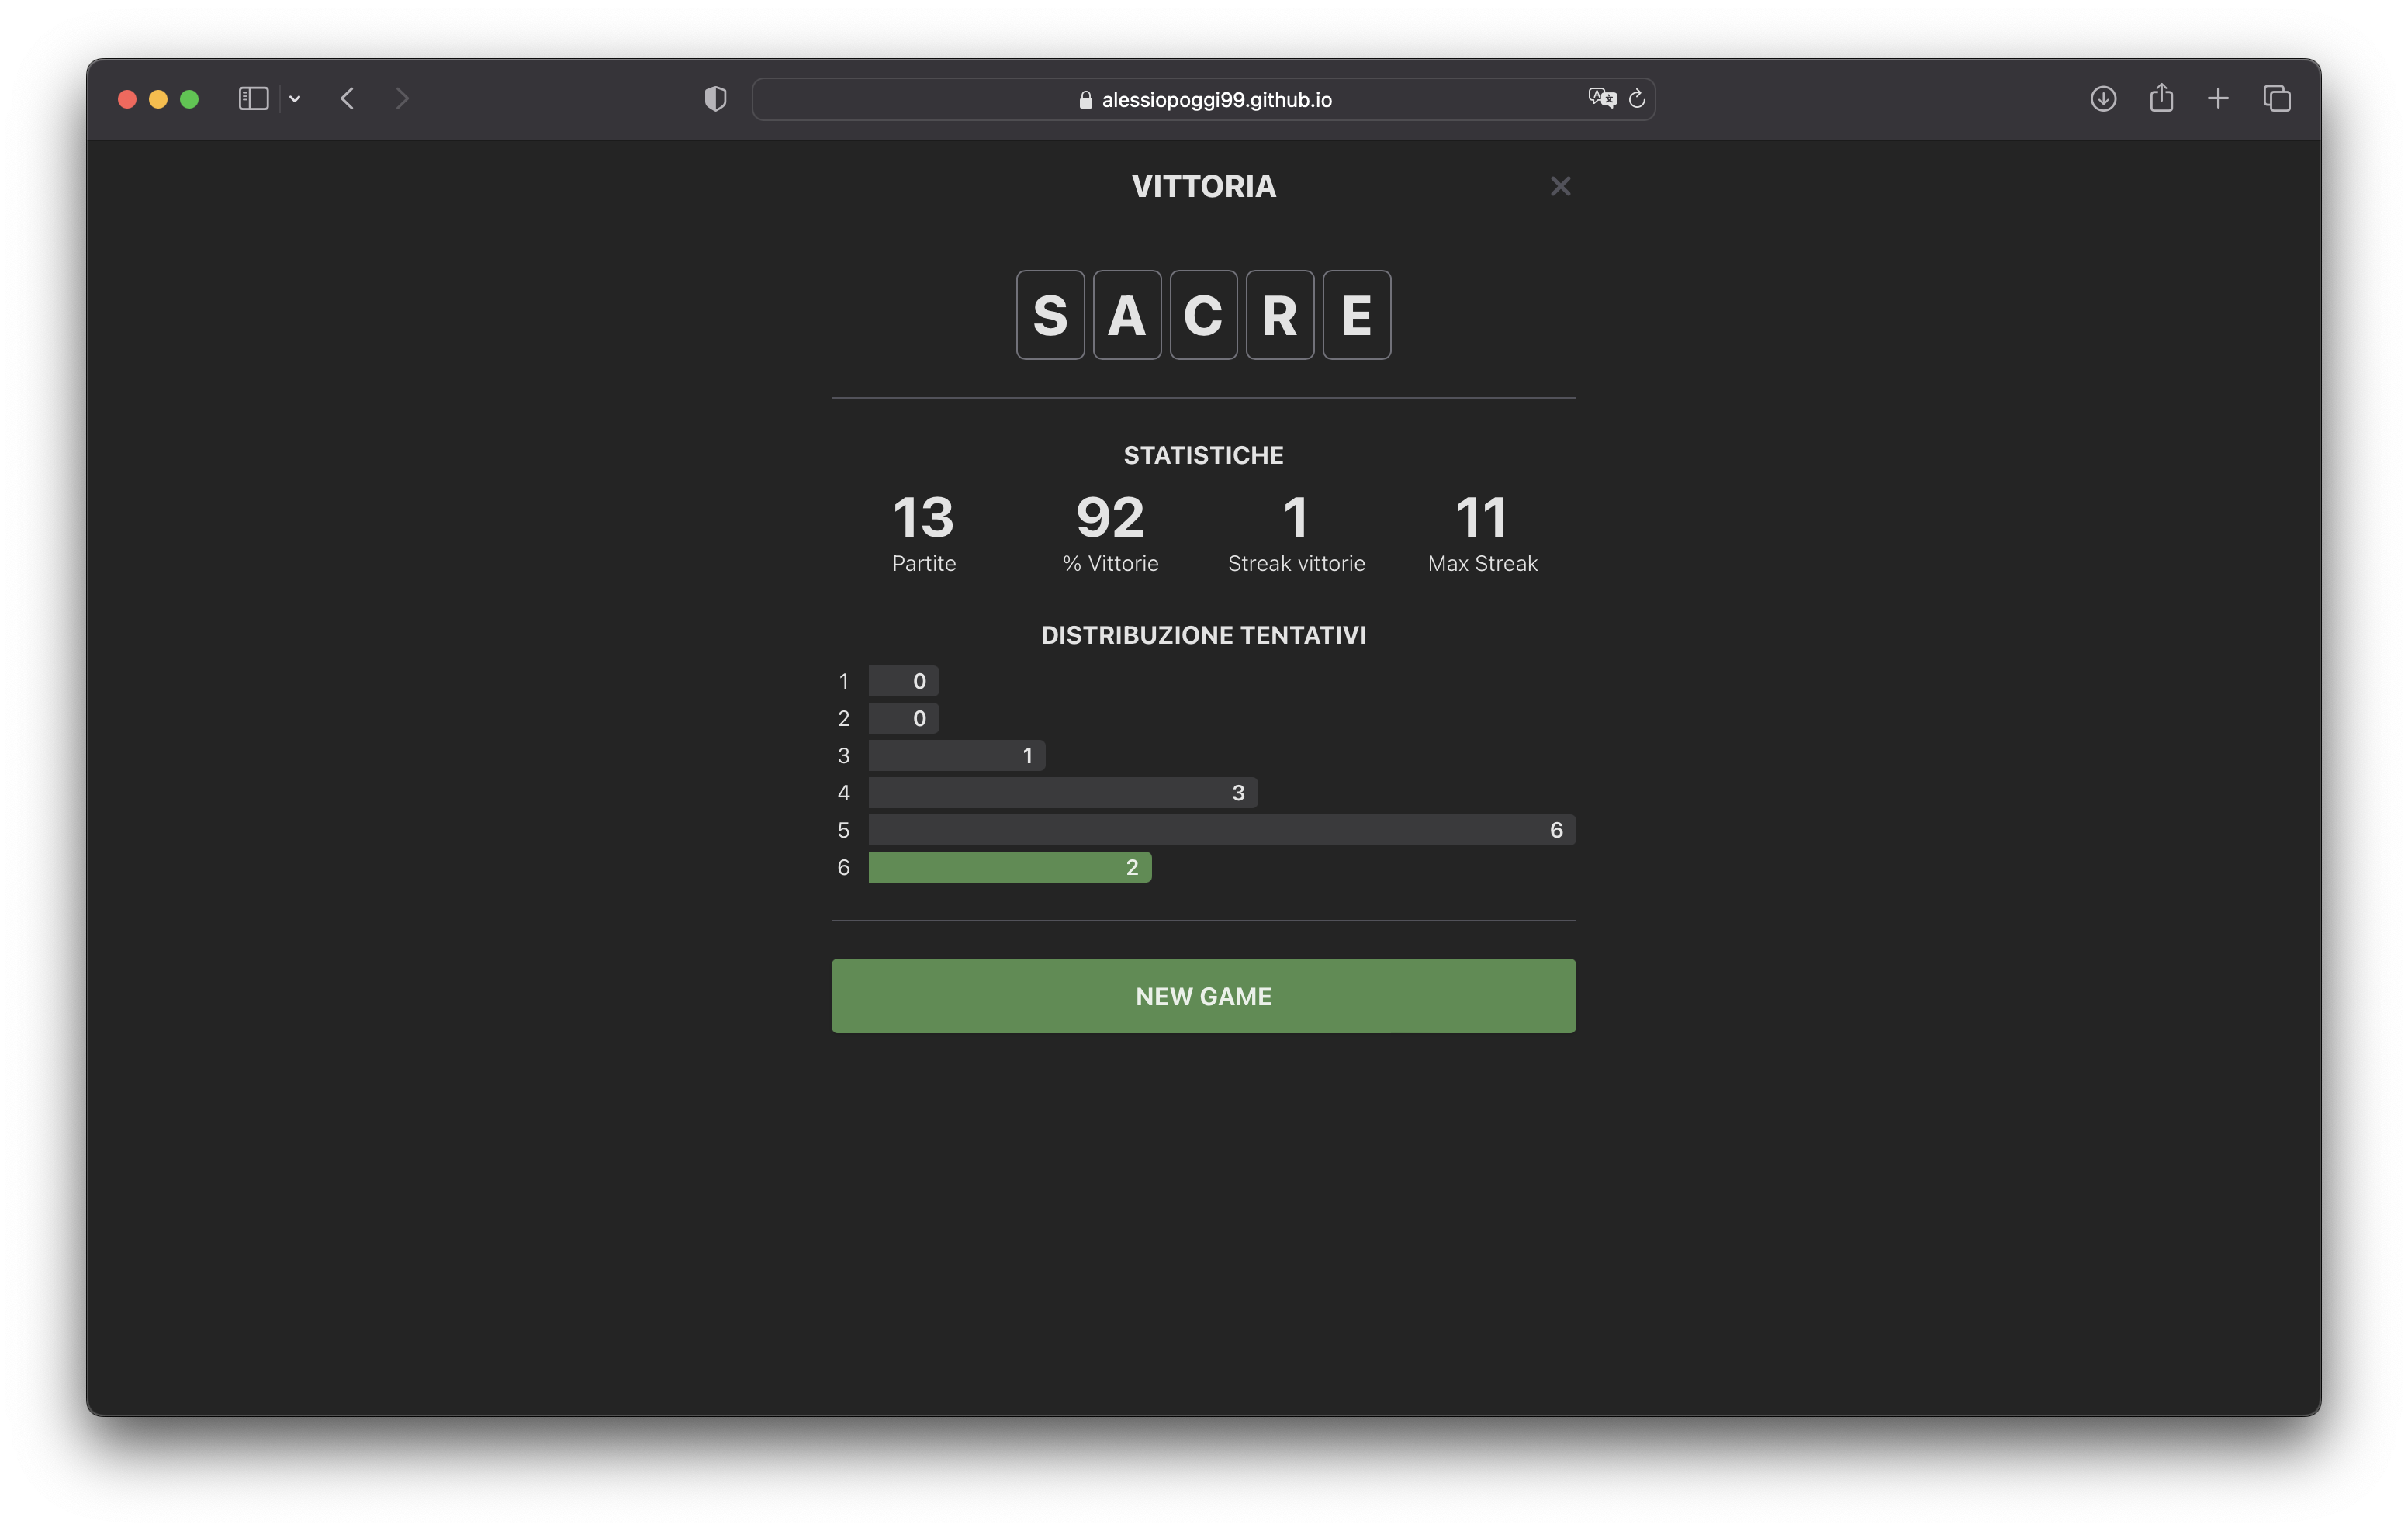 alessiopoggi99.github.io
VITTORIA
SACRE
STATISTICHE
13 92 1 11
Partite % Vittorie Streak vittorie Max Streak
DISTRIBUZIONE TENTATIVI
1 0
2 0
3 1
4 3
5 6
6 2
NEW GAME